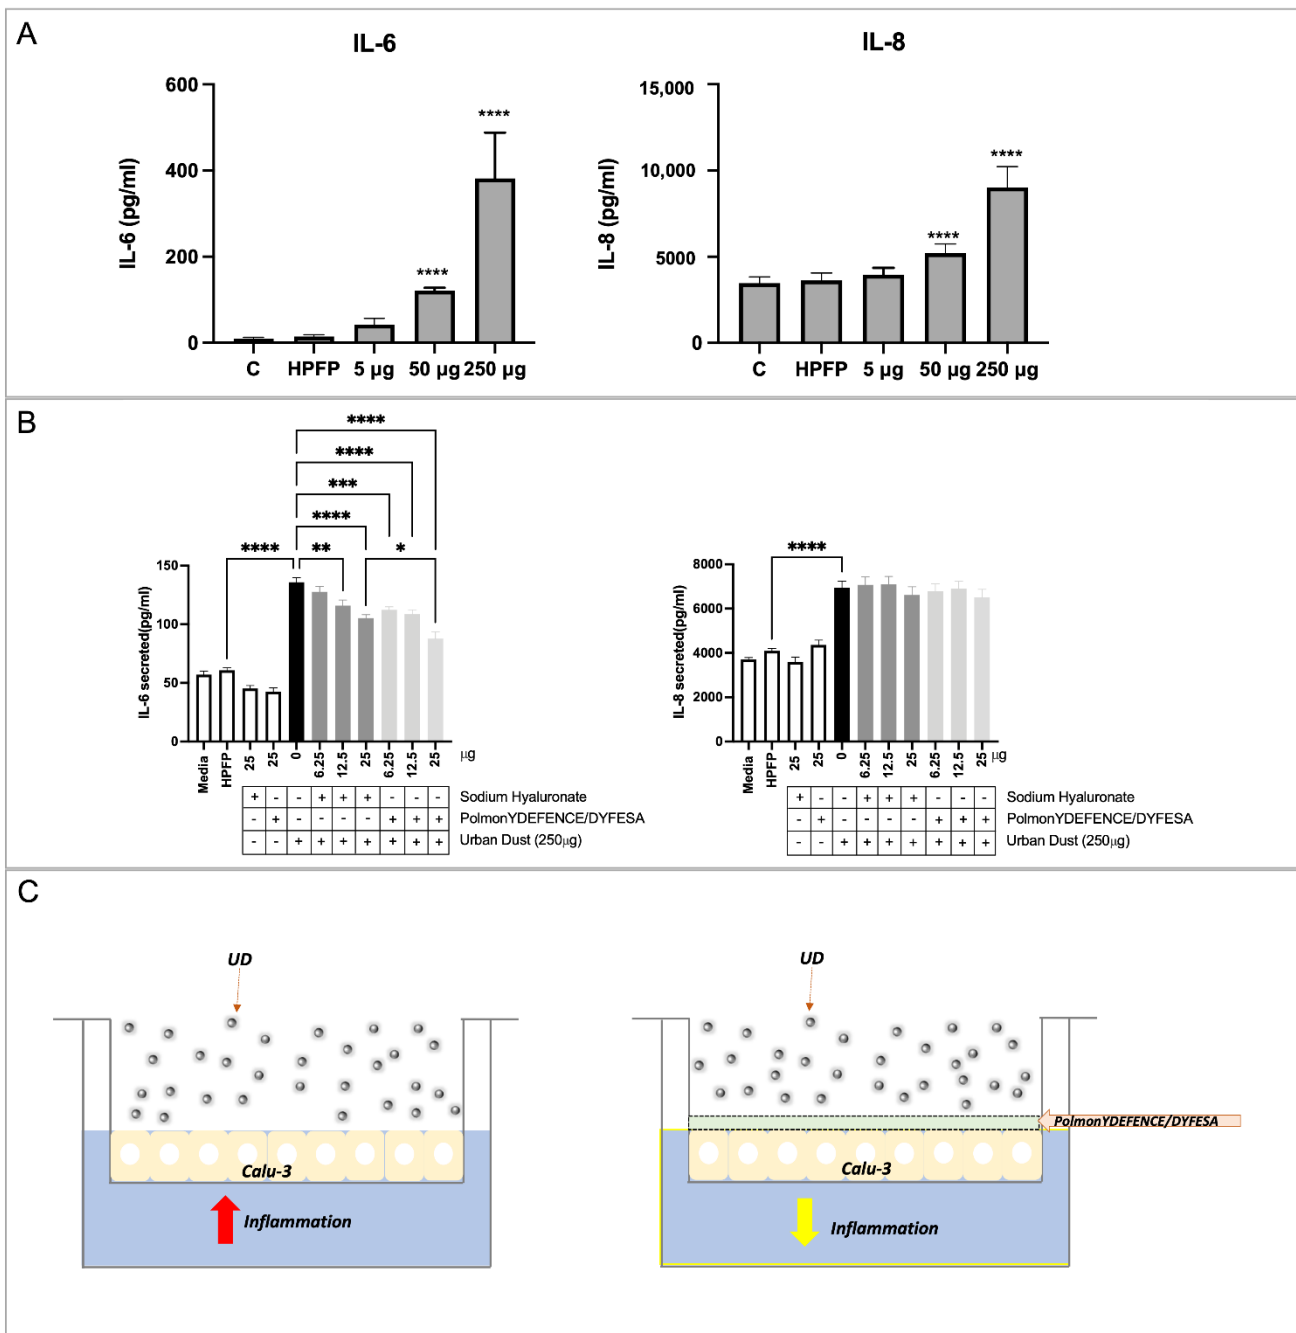 A
IL-6
IL-8
IL-6 (pg/ml)
600
400
200
0
****
****
C HPFP 5 µg 50 µg 250 µg
IL-8 (pg/ml)
15,000
10,000
5000
0
****
****
C HPFP 5 µg 50 µg 250 µg
B
****
****
***
****
**** ** *
IL-6 secreted(pg/ml)
150
100
50
0
Media HPFP 25 25 0 6.25 12.5 25 6.25 12.5 25 µg
+ - - + + + - - - Sodium Hyaluronate
- + - - - - + + + PolmonYDEFENCE/DYFESA
- - + + + + + + + Urban Dust (250µg)
****
IL-8 secreted(pg/ml)
8000
6000
4000
2000
0
Media HPFP 25 25 0 6.25 12.5 25 6.25 12.5 25 µg
+ - - + + + - - - Sodium Hyaluronate
- + - - - - + + + PolmonYDEFENCE/DYFESA
- - + + + + + + + Urban Dust (250µg)
C
UD
Calu-3
Inflammation
UD
PolmonYDEFENCE/DYFESA
Calu-3
Inflammation